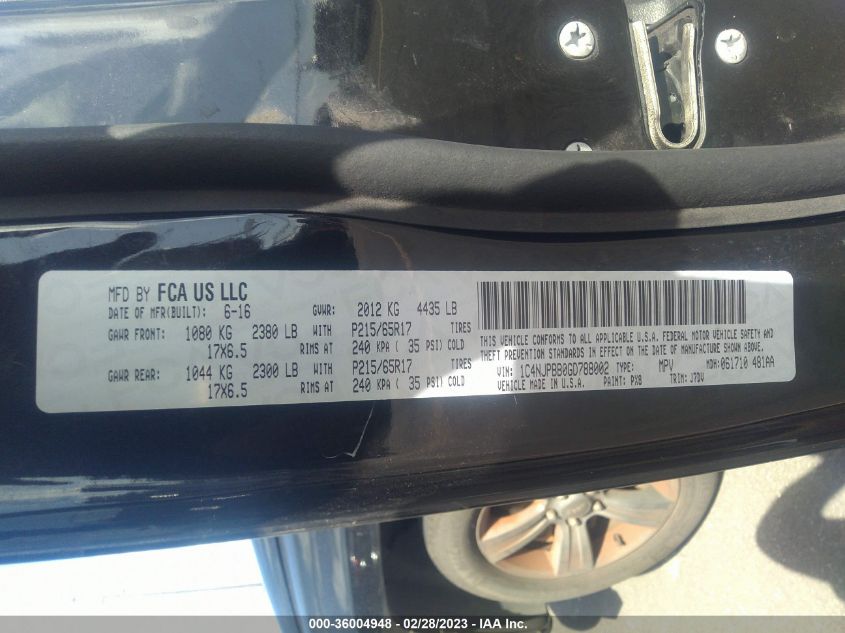 MFD BY FCA US LLC
DATE OF MFR(BUILT): 6-16 GVWR: 2012 KG 4435 LB
GAWR FRONT: 1080 KG 2380 LB WITH P215/65R17 TIRES
17X6.5 RIMS AT 240 KPA ( 35 PSI) COLD
GAWR REAR: 1044 KG 2300 LB WITH P215/65R17 TIRES
17X6.5 RIMS AT 240 KPA ( 35 PSI) COLD
THIS VEHICLE CONFORMS TO ALL APPLICABLE U.S.A. FEDERAL MOTOR VEHICLE SAFETY AND
THEFT PREVENTION STANDARDS IN EFFECT ON THE DATE OF MANUFACTURE SHOWN ABOVE.
VIN: 1C4NJPBB0GD788002 TYPE: MPV MDH:061710 481AA
VEHICLE MADE IN U.S.A. PAINT: PX8 TRIM: J7DV
000-36004948 - 02/28/2023 - IAA Inc.